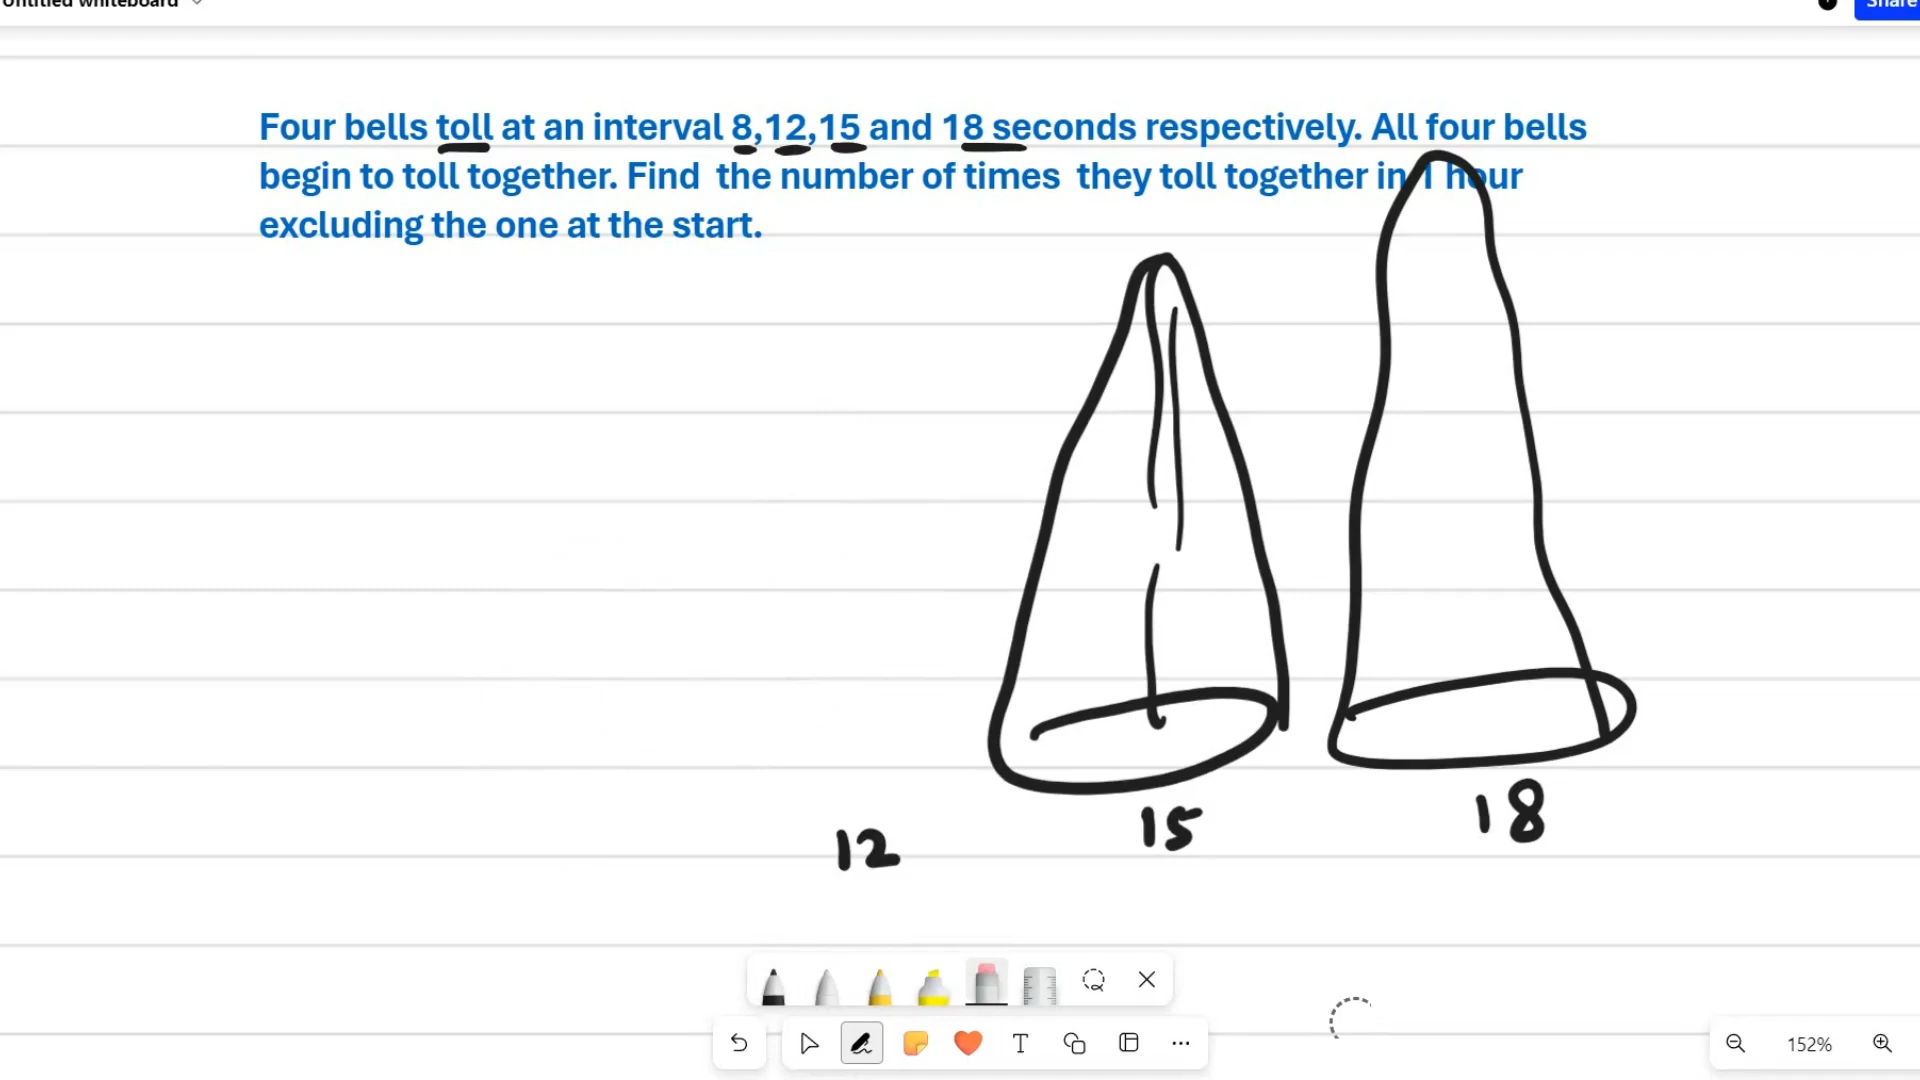 Untitled whiteboard
Share
Four bells toll at an interval 8,12,15 and 18 seconds respectively. All four bells
begin to toll together. Find the number of times they toll together in 1 hour
excluding the one at the start.
12
15
18
152%